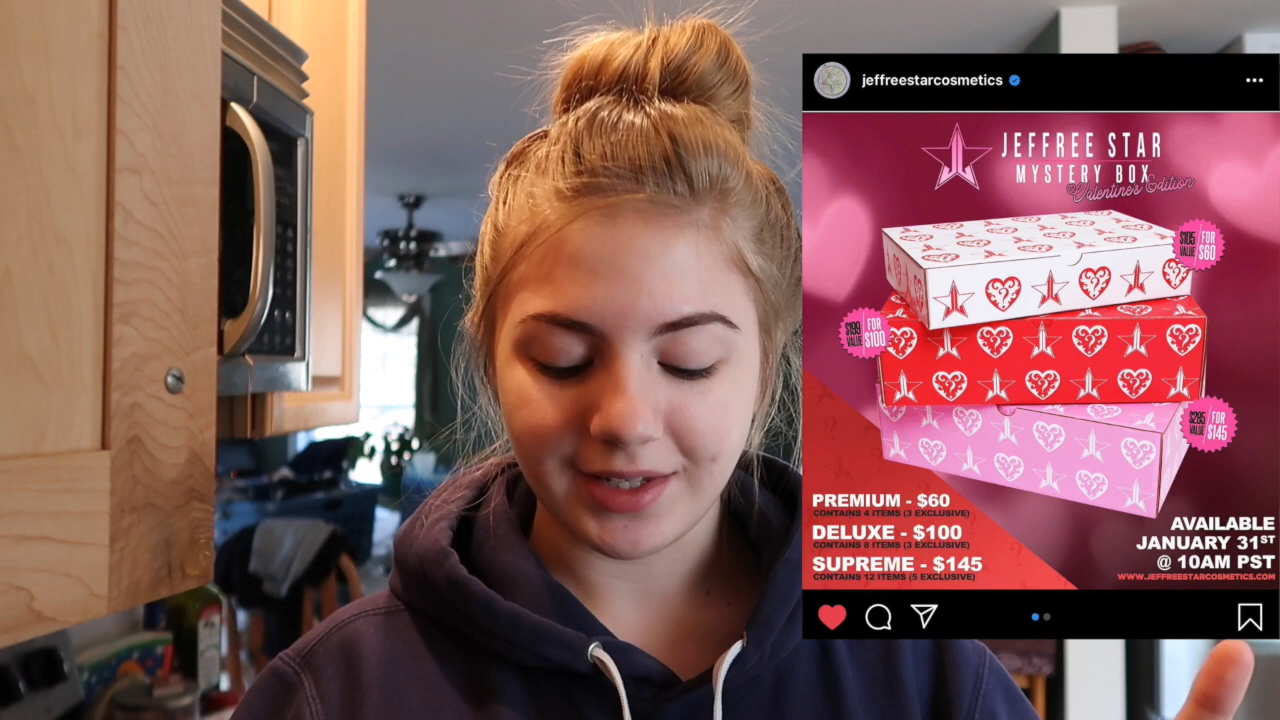 jeffreestarcosmetics
JEFFREE STAR
MYSTERY BOX
Valentine's Edition
$105 VALUE FOR $60
$199 VALUE FOR $100
$285 VALUE FOR $145
PREMIUM - $60
CONTAINS 4 ITEMS (3 EXCLUSIVE)
DELUXE - $100
CONTAINS 8 ITEMS (3 EXCLUSIVE)
SUPREME - $145
CONTAINS 12 ITEMS (5 EXCLUSIVE)
AVAILABLE
JANUARY 31ST
@ 10AM PST
WWW.JEFFREESTARCOSMETICS.COM